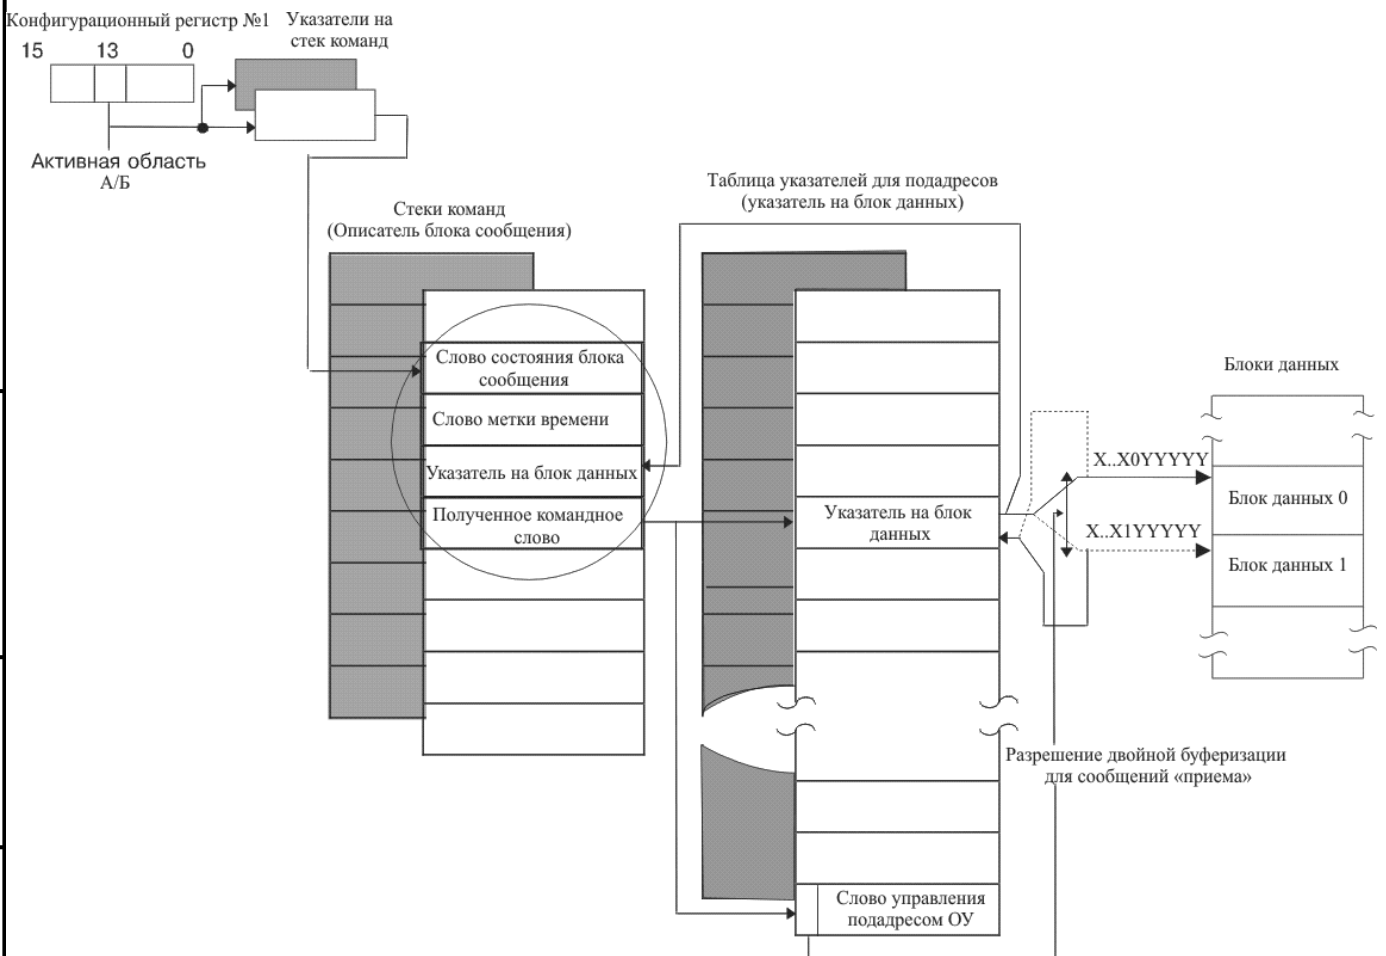 Конфигурационный регистр №1
Указатели на
стек команд
15 13 0
Активная область
А/Б
Таблица указателей для подадресов
(указатель на блок данных)
Стеки команд
(Описатель блока сообщения)
Слово состояния блока
сообщения
Слово метки времени
Указатель на блок данных
Полученное командное
слово
Указатель на блок
данных
Блоки данных
X..X0YYYYY
Блок данных 0
X..X1YYYYY
Блок данных 1
Разрешение двойной буферизации
для сообщений «приема»
Слово управления
подадресом ОУ